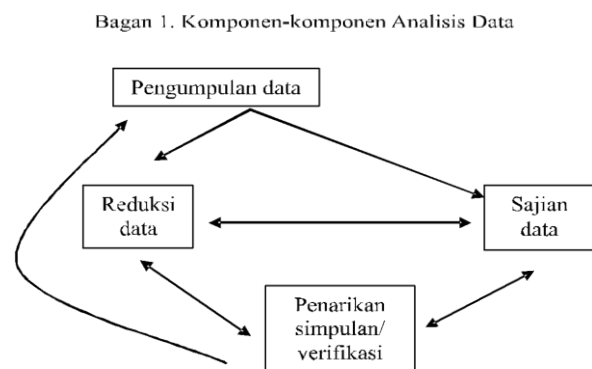 Bagan 1. Komponen-komponen Analisis Data
Pengumpulan data
Reduksi
data
Sajian
data
Penarikan
simpulan/
verifikasi